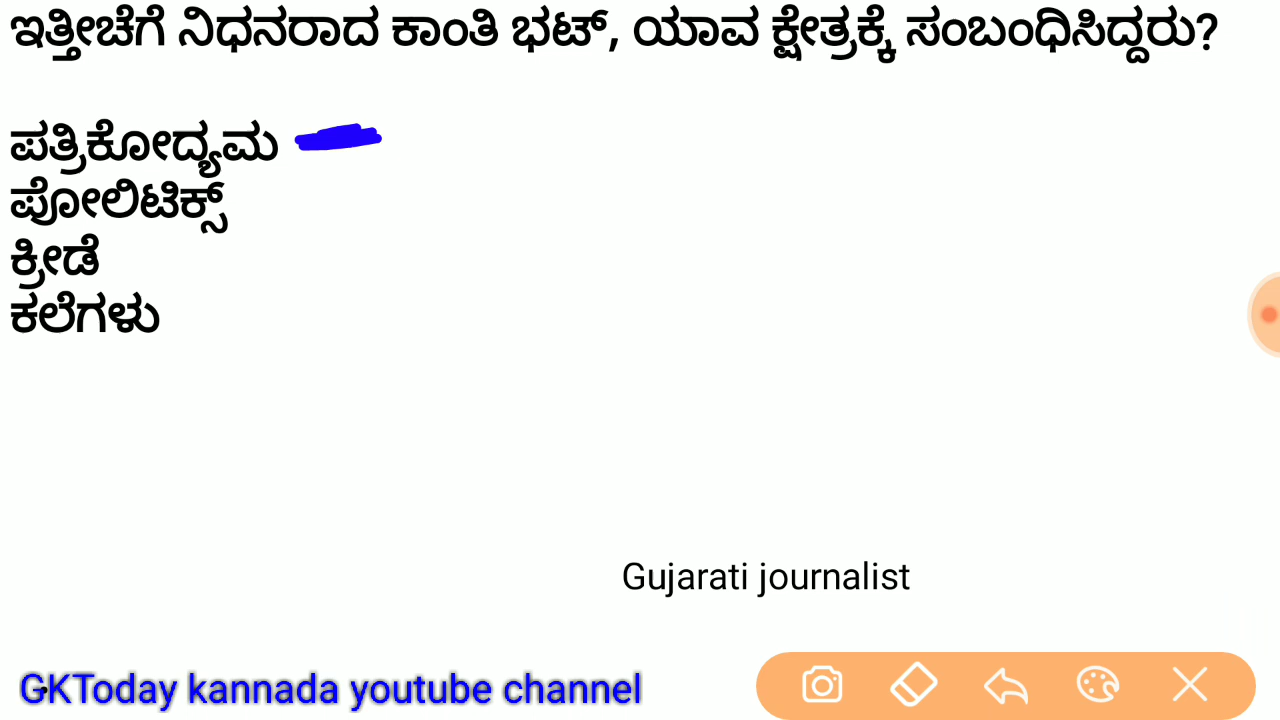 ಇತ್ತೀಚೆಗೆ ನಿಧನರಾದ ಕಾಂತಿ ಭಟ್, ಯಾವ ಕ್ಷೇತ್ರಕ್ಕೆ ಸಂಬಂಧಿಸಿದ್ದರು?
ಪತ್ರಿಕೋದ್ಯಮ
ಪೋಲಿಟಿಕ್ಸ್
ಕ್ರೀಡೆ
ಕಲೆಗಳು
Gujarati journalist
GKToday kannada youtube channel